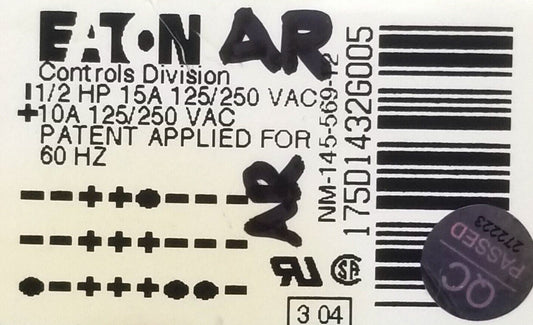 EATON AR
Controls Division
1/2 HP 15A 125/250 VAC
+10A 125/250 VAC
PATENT APPLIED FOR
60 HZ
AR
NM-145-569-12
175D1432G005
QC
PASSED
272223
3 04